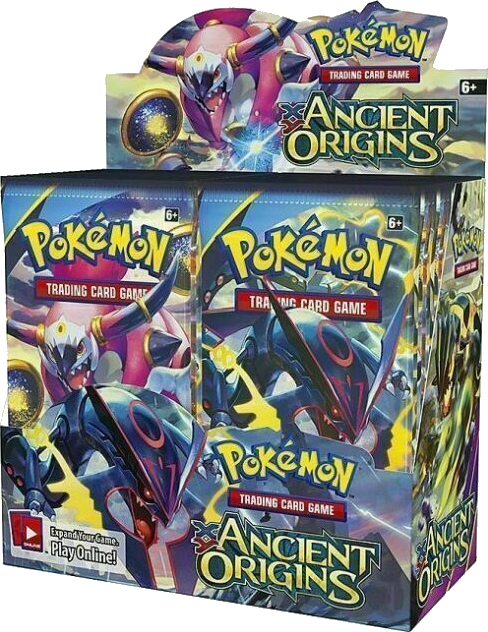 POKéMON
TRADING CARD GAME
6+
XY
ANCIENT
ORIGINS
6+
POKéMON
TRADING CARD GAME
6+
POKéMON
TRADING CARD GAME
POKéMON
TRADING CARD GAME
XY
ANCIENT
ORIGINS
Expand Your Game.
Play Online!
POKéMON
ANCIENT
ORIGINS